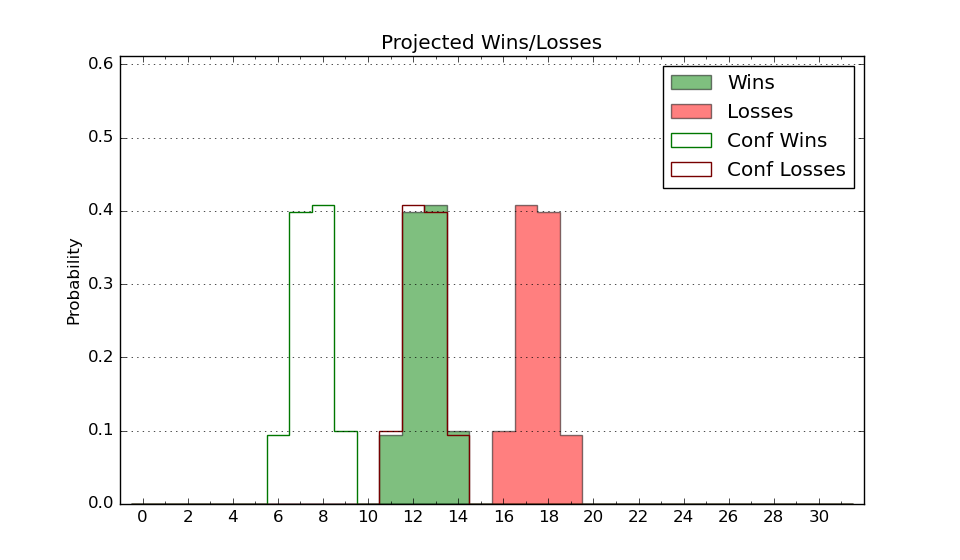 Projected Wins/Losses
0.6
0.5
0.4
0.3
0.2
0.1
0.0
Probability
Wins
Losses
Conf Wins
Conf Losses
0 2 4 6 8 10 12 14 16 18 20 22 24 26 28 30